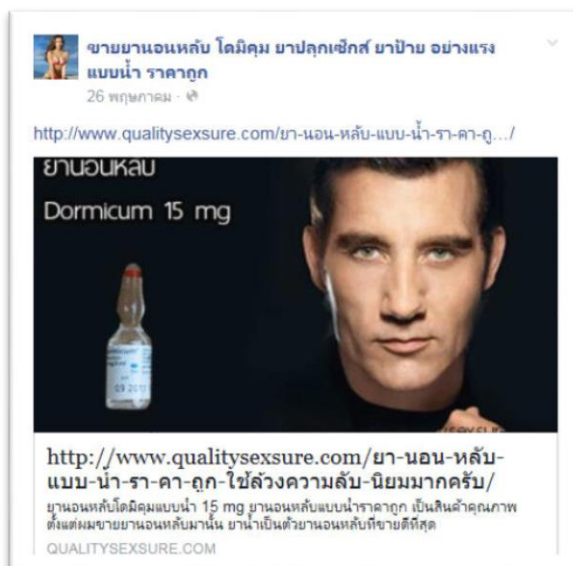 ขายยานอนหลับ โดมิคุม ยาปลุกเซ็กส์ ยาป้าย อย่างแรง
แบบน้ำ ราคาถูก
26 พฤษภาคม ·
http://www.qualitysexsure.com/ยา-นอน-หลับ-แบบ-น้ำ-รา-คา-ถู…/
ยานอนหลับ
Dormicum 15 mg
http://www.qualitysexsure.com/ยา-นอน-หลับ-
แบบ-น้ำ-รา-คา-ถูก-ใช้ล้วงความลับ-นิยมมากครับ/
ยานอนหลับโดมิคุมแบบน้ำ 15 mg ยานอนหลับแบบน้ำราคาถูก เป็นสินค้าคุณภาพ
ตั้งแต่ผมขายยานอนหลับมานั้น ยาน้ำเป็นตัวยานอนหลับที่ขายดีที่สุด
QUALITYSEXSURE.COM